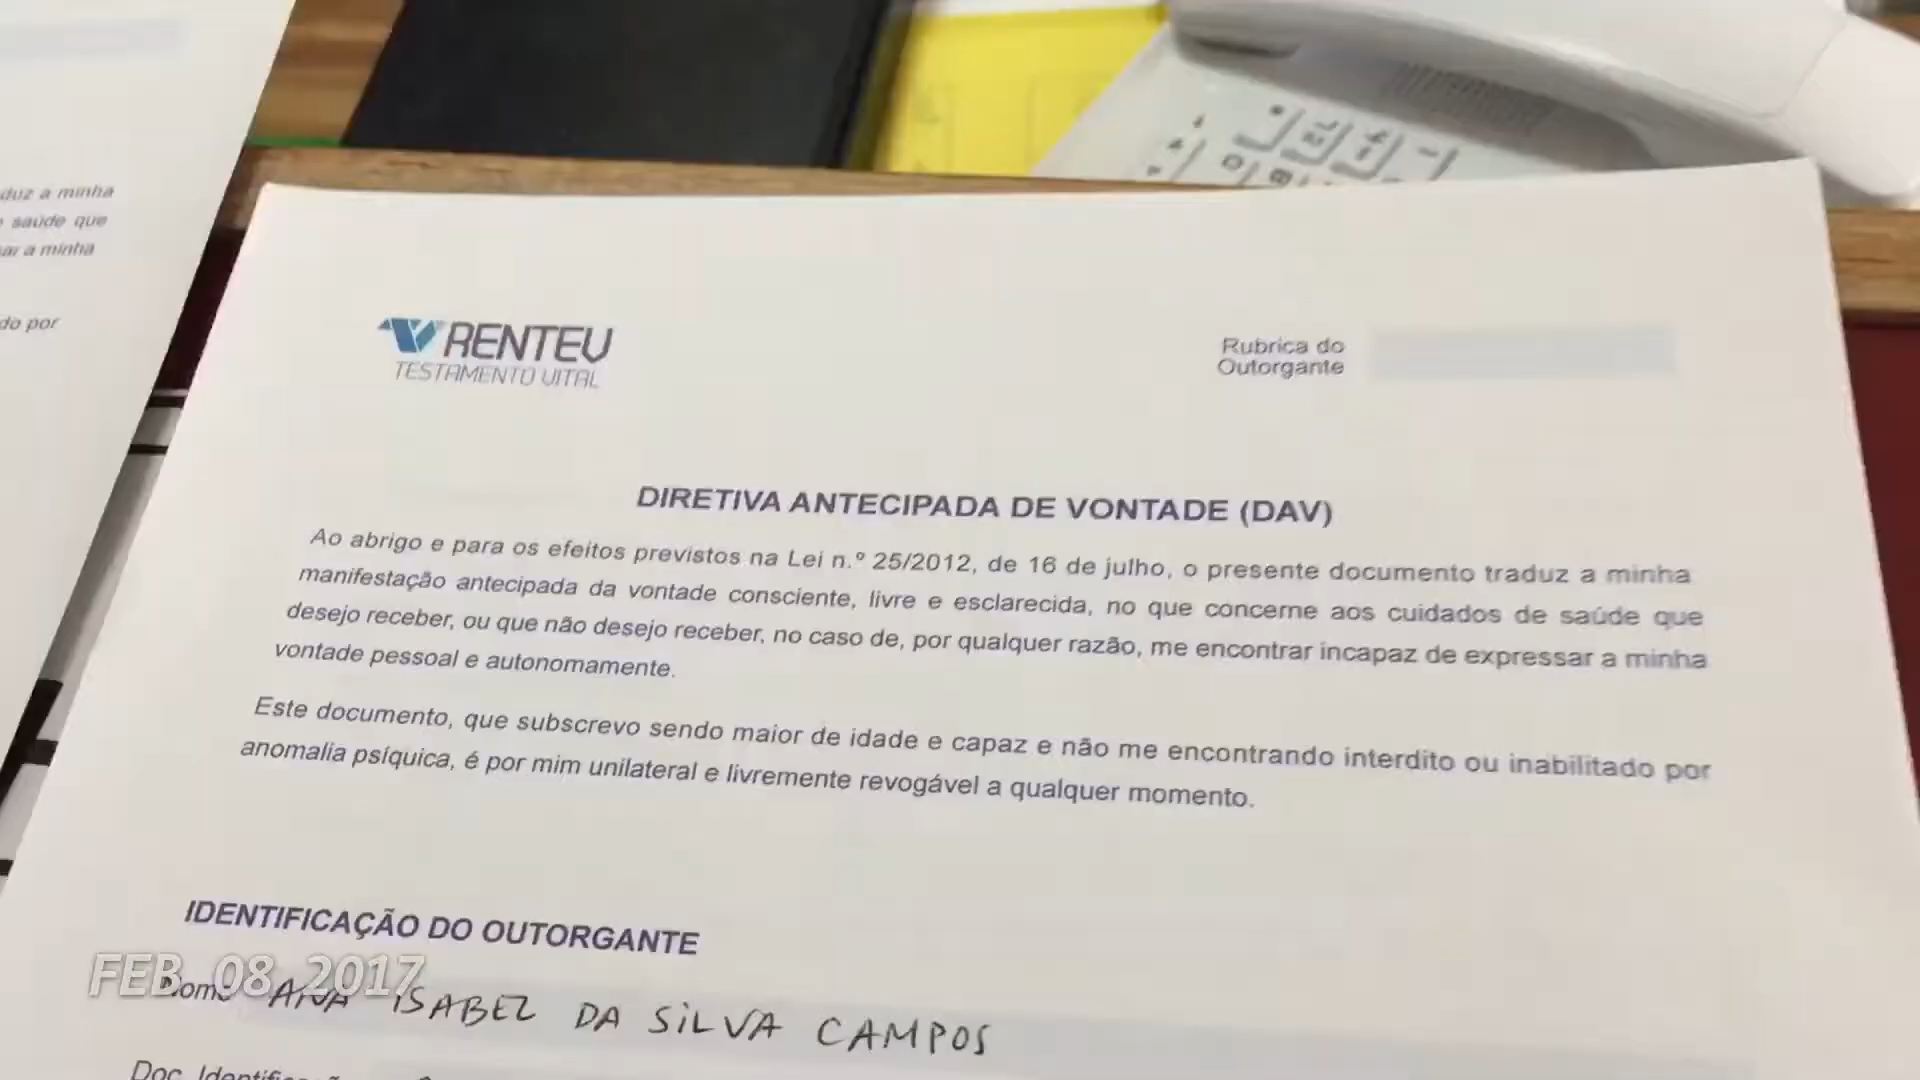 duz a minha
saúde que
ar a minha
do por
RENTEV
TESTAMENTO VITAL
Rubrica do
Outorgante
DIRETIVA ANTECIPADA DE VONTADE (DAV)
Ao abrigo e para os efeitos previstos na Lei n.º 25/2012, de 16 de julho, o presente documento traduz a minha
manifestação antecipada da vontade consciente, livre e esclarecida, no que concerne aos cuidados de saúde que
desejo receber, ou que não desejo receber, no caso de, por qualquer razão, me encontrar incapaz de expressar a minha
vontade pessoal e autonomamente.
Este documento, que subscrevo sendo maior de idade e capaz e não me encontrando interdito ou inabilitado por
anomalia psíquica, é por mim unilateral e livremente revogável a qualquer momento.
IDENTIFICAÇÃO DO OUTORGANTE
FEB 08 2017
Nome ANA ISABEL DA SILVA CAMPOS
Doc